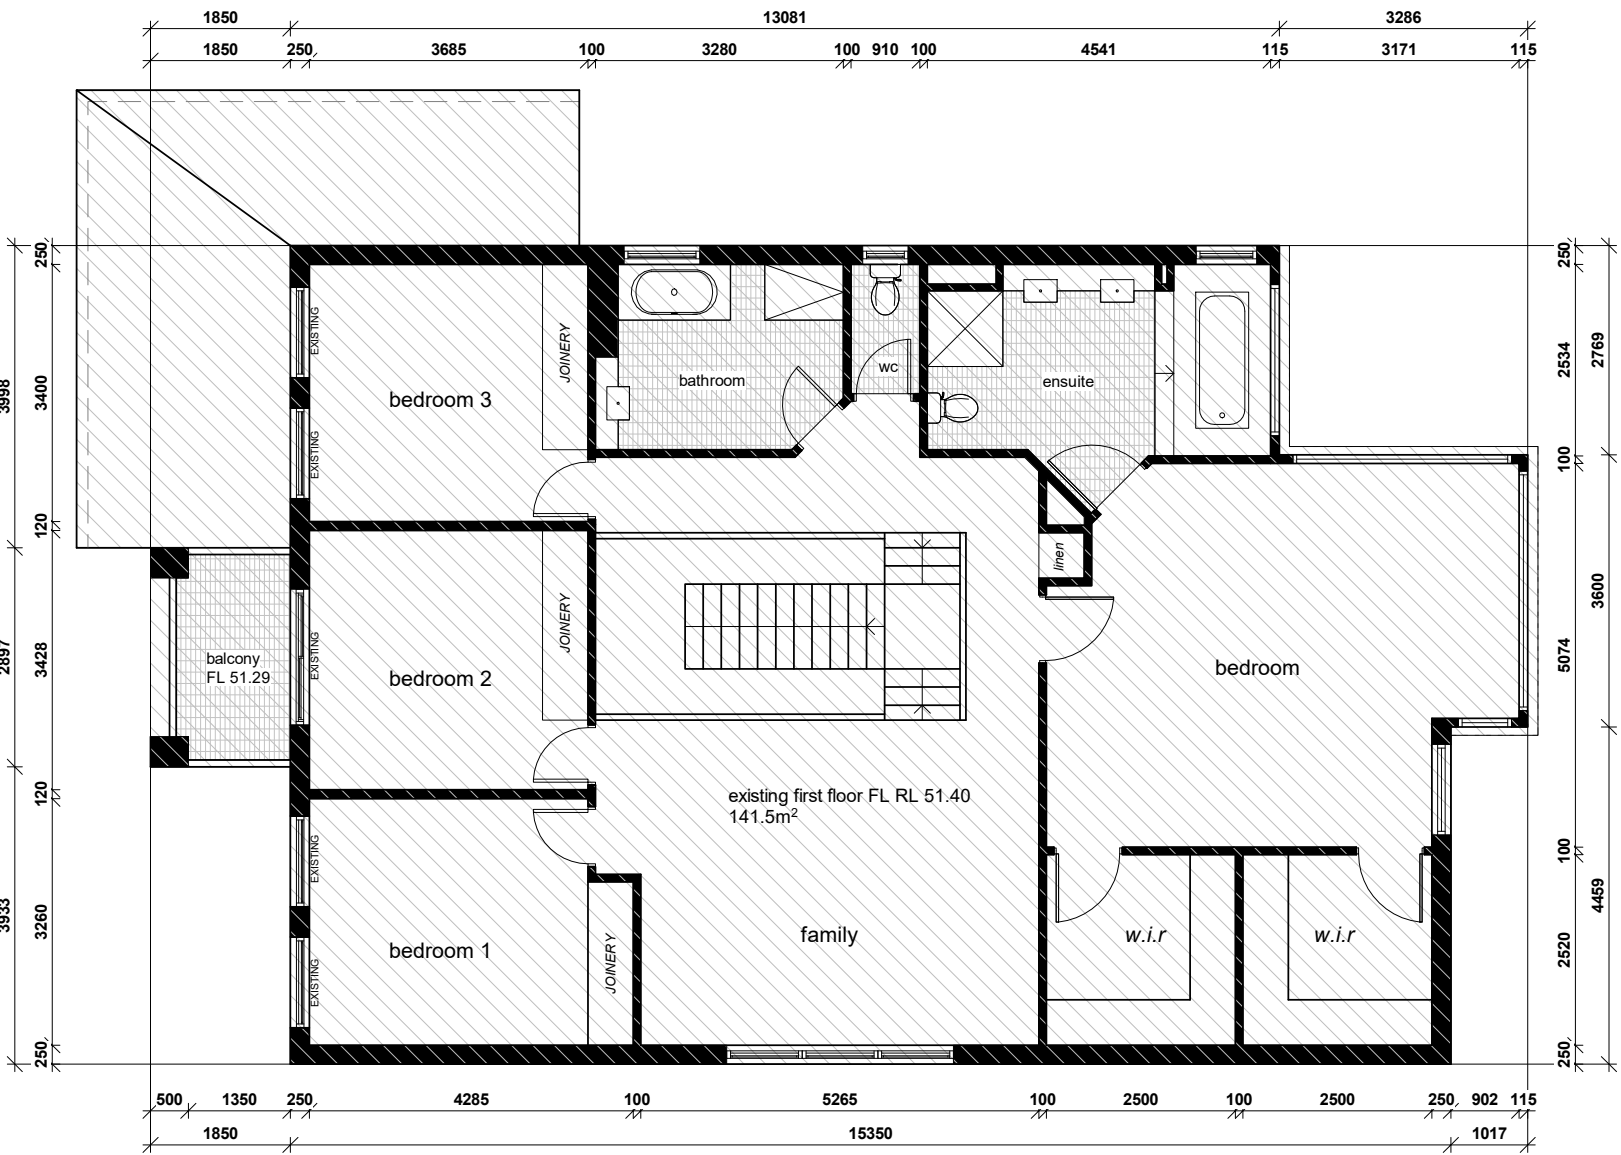 1850 13081 3286
1850 250 3685 100 3280 100 910 100 4541 115 3171 115
250
3998
3400
120
2897
3428
120
3933
3260
250
EXISTING
EXISTING
EXISTING
EXISTING
EXISTING
JOINERY
bedroom 3
bathroom
wc
ensuite
balcony
FL 51.29
JOINERY
bedroom 2
linen
bedroom
existing first floor FL RL 51.40
141.5m²
bedroom 1
JOINERY
family
w.i.r
w.i.r
250
2534
2769
100
3600
5074
100
4459
2520
250
500 1350 250 4285 100 5265 100 2500 100 2500 250 902 115
1850 15350 1017